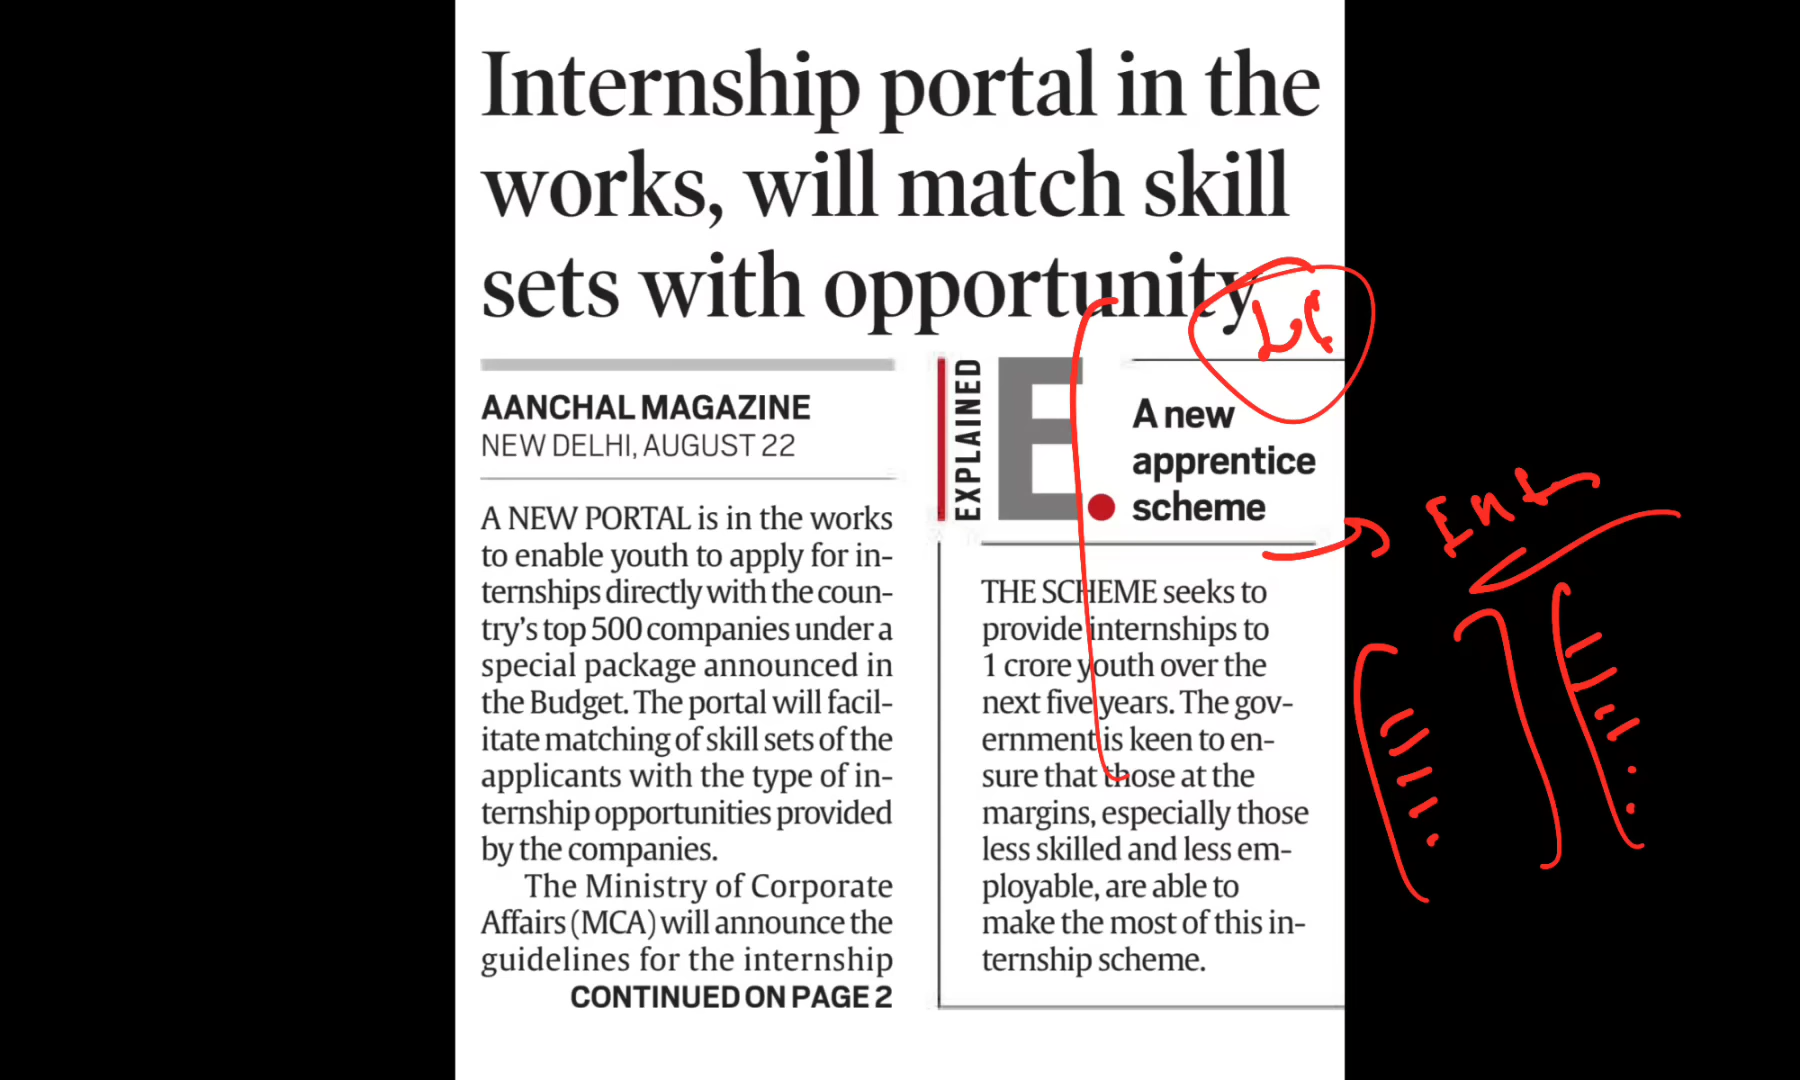 Internship portal in the
works, will match skill
sets with opportunity
AANCHAL MAGAZINE
NEW DELHI, AUGUST 22
A NEW PORTAL is in the works
to enable youth to apply for in-
ternships directly with the coun-
try's top 500 companies under a
special package announced in
the Budget. The portal will facil-
itate matching of skill sets of the
applicants with the type of in-
ternship opportunities provided
by the companies.
The Ministry of Corporate
Affairs (MCA) will announce the
guidelines for the internship
CONTINUED ON PAGE 2
EXPLAINED
E.
A new
apprentice
scheme
THE SCHEME seeks to
provide internships to
1 crore youth over the
next five years. The gov-
ernment is keen to en-
sure that those at the
margins, especially those
less skilled and less em-
ployable, are able to
make the most of this in-
ternship scheme.
Int